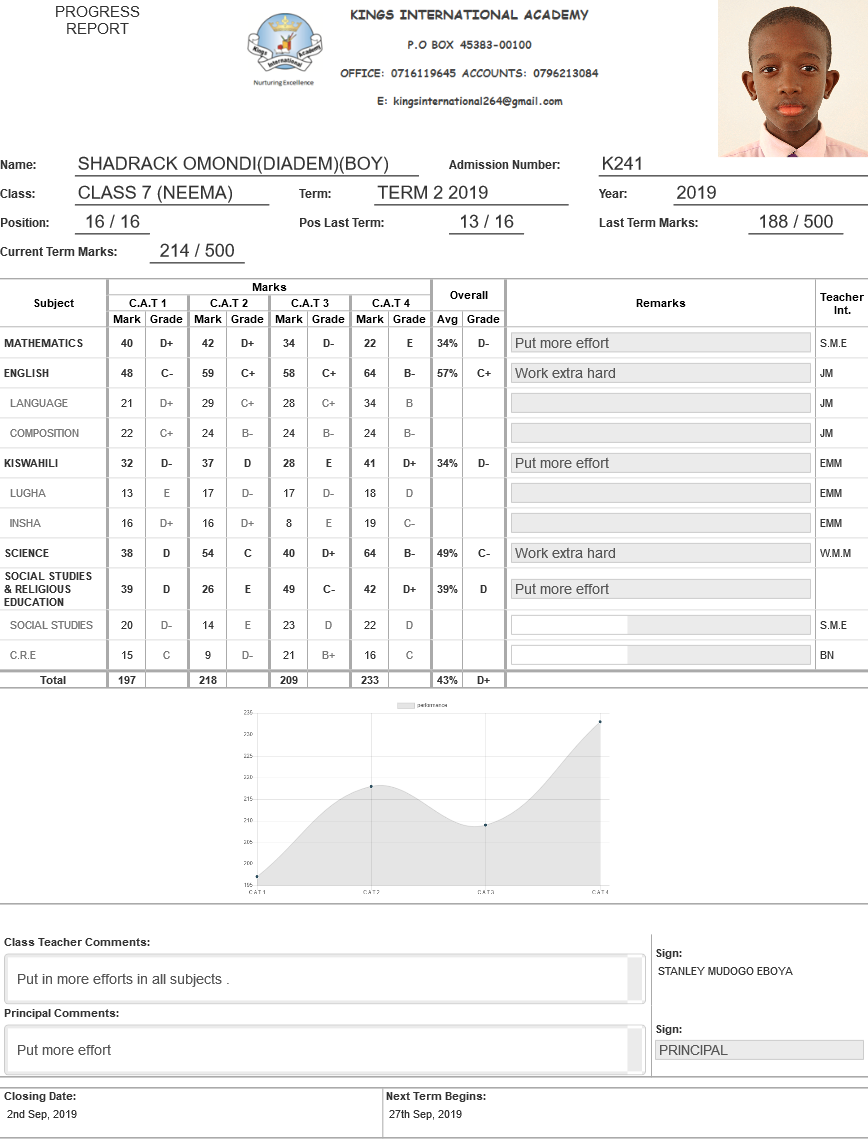 PROGRESS
REPORT
KINGS INTERNATIONAL ACADEMY
P.O BOX 45383-00100
OFFICE: 0716119645 ACCOUNTS: 0796213084
E: kingsinternational264@gmail.com
Kings International Academy
Nurturing Excellence
Name: SHADRACK OMONDI(DIADEM)(BOY) Admission Number: K241
Class: CLASS 7 (NEEMA) Term: TERM 2 2019 Year: 2019
Position: 16 / 16 Pos Last Term: 13 / 16 Last Term Marks: 188 / 500
Current Term Marks: 214 / 500
Subject Marks Overall Remarks Teacher Int.
C.A.T 1 C.A.T 2 C.A.T 3 C.A.T 4
Mark Grade Mark Grade Mark Grade Mark Grade Avg Grade
MATHEMATICS 40 D+ 42 D+ 34 D- 22 E 34% D- Put more effort S.M.E
ENGLISH 48 C- 59 C+ 58 C+ 64 B- 57% C+ Work extra hard JM
LANGUAGE 21 D+ 29 C+ 28 C+ 34 B JM
COMPOSITION 22 C+ 24 B- 24 B- 24 B- JM
KISWAHILI 32 D- 37 D 28 E 41 D+ 34% D- Put more effort EMM
LUGHA 13 E 17 D- 17 D- 18 D EMM
INSHA 16 D+ 16 D+ 8 E 19 C- EMM
SCIENCE 38 D 54 C 40 D+ 64 B- 49% C- Work extra hard W.M.M
SOCIAL STUDIES
& RELIGIOUS
EDUCATION 39 D 26 E 49 C- 42 D+ 39% D Put more effort
SOCIAL STUDIES 20 D- 14 E 23 D 22 D S.M.E
C.R.E 15 C 9 D- 21 B+ 16 C BN
Total 197 218 209 233 43% D+
performance
235
230
225
220
215
210
205
200
195
CAT1 CAT2 CAT3 CAT4
Class Teacher Comments:
Put in more efforts in all subjects .
Sign:
STANLEY MUDOGO EBOYA
Principal Comments:
Put more effort
Sign:
PRINCIPAL
Closing Date: Next Term Begins:
2nd Sep, 2019 27th Sep, 2019